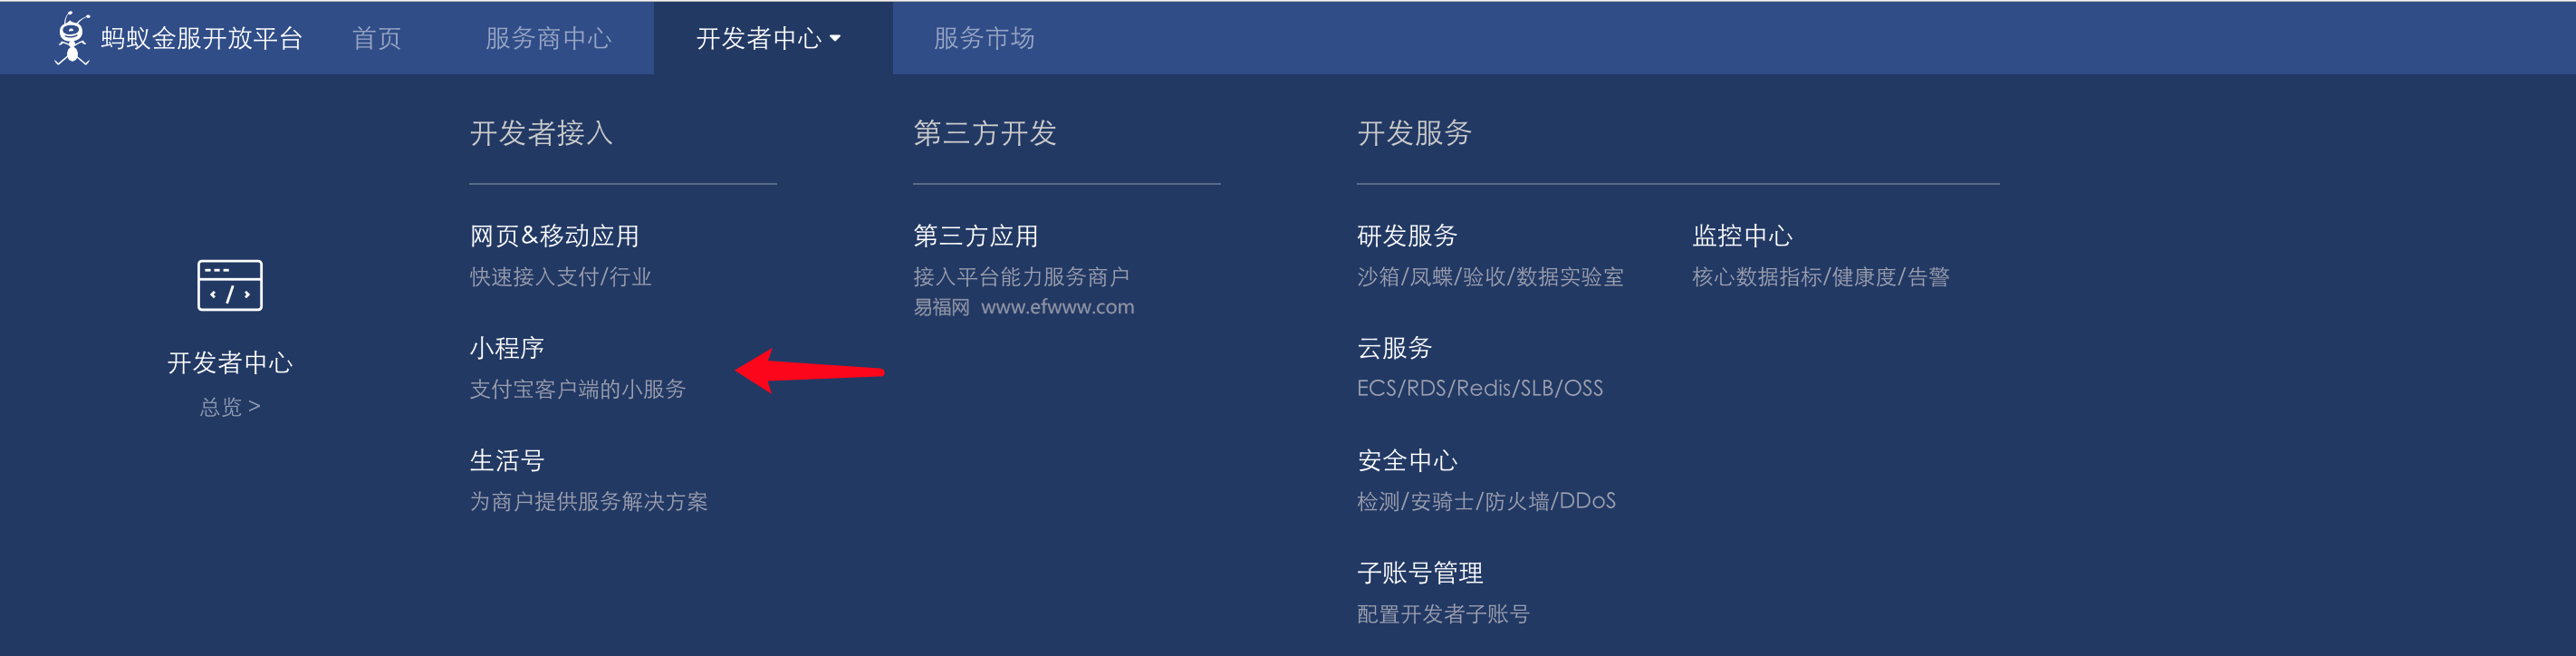 蚂蚁金服开放平台
首页
服务商中心
开发者中心
服务市场
开发者中心
总览 >
开发者接入
网页&移动应用
快速接入支付/行业
小程序
支付宝客户端的小服务
生活号
为商户提供服务解决方案
第三方开发
第三方应用
接入平台能力服务商户
易福网 www.efwww.com
开发服务
研发服务
沙箱/凤蝶/验收/数据实验室
云服务
ECS/RDS/Redis/SLB/OSS
安全中心
检测/安骑士/防火墙/DDoS
子账号管理
配置开发者子账号
监控中心
核心数据指标/健康度/告警